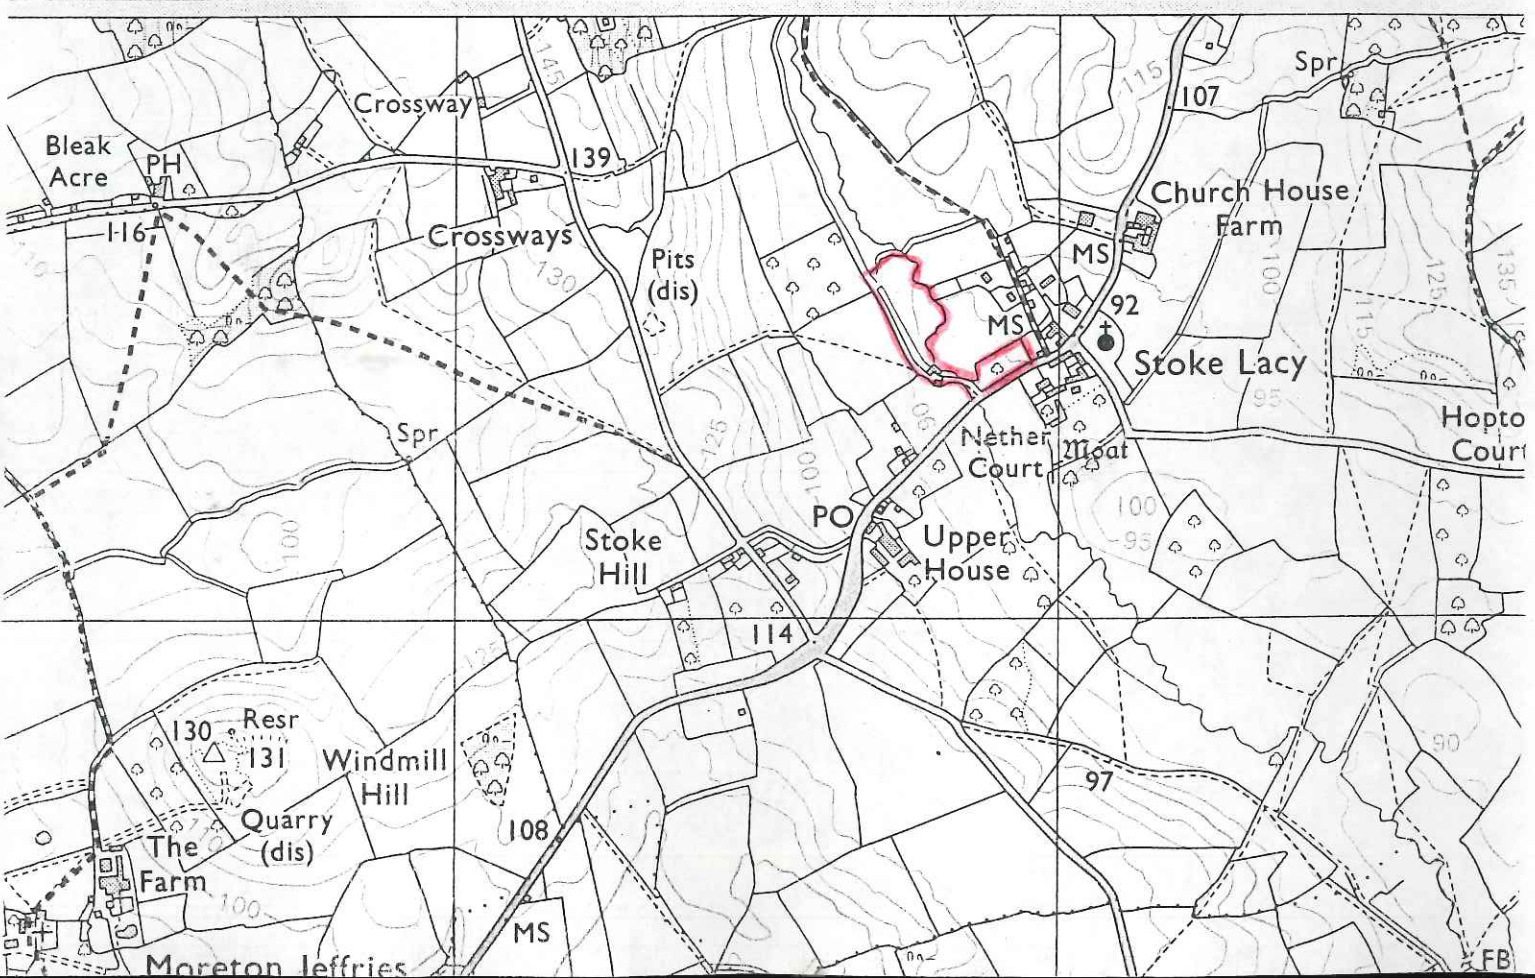 145
Crossway
Spr
115
107
Bleak
Acre
PH
139
Church House
Farm
116
Crossways
130
Pits
(dis)
MS
100
125
135
92
MS
115
Stoke Lacy
95
Spr
125
90
Nether
Court
Moat
Hopto
Court
100
100
PO
100
95
Stoke
Hill
Upper
House
125
114
130
Resr
131
Windmill
Hill
97
90
Quarry
(dis)
110
108
The
Farm
100
MS
Moreton Jeffries
FB